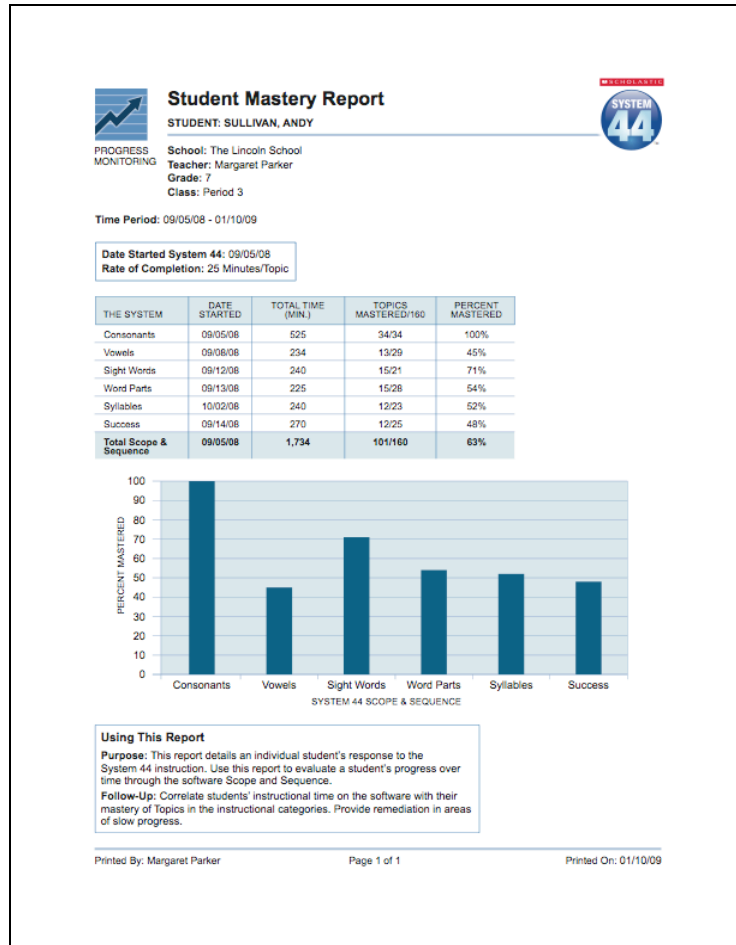 SCHOLASTIC
SYSTEM
44
™
Student Mastery Report
STUDENT: SULLIVAN, ANDY
PROGRESS
MONITORING
School: The Lincoln School
Teacher: Margaret Parker
Grade: 7
Class: Period 3
Time Period: 09/05/08 - 01/10/09
Date Started System 44: 09/05/08
Rate of Completion: 25 Minutes/Topic
THE SYSTEM DATE STARTED TOTAL TIME (MIN.) TOPICS MASTERED/160 PERCENT MASTERED
Consonants 09/05/08 525 34/34 100%
Vowels 09/08/08 234 13/29 45%
Sight Words 09/12/08 240 15/21 71%
Word Parts 09/13/08 225 15/28 54%
Syllables 10/02/08 240 12/23 52%
Success 09/14/08 270 12/25 48%
Total Scope & Sequence 09/05/08 1,734 101/160 63%
PERCENT MASTERED
100
90
80
70
60
50
40
30
20
10
0
Consonants Vowels Sight Words Word Parts Syllables Success
SYSTEM 44 SCOPE & SEQUENCE
Using This Report
Purpose: This report details an individual student's response to the
System 44 instruction. Use this report to evaluate a student's progress over
time through the software Scope and Sequence.
Follow-Up: Correlate students' instructional time on the software with their
mastery of Topics in the instructional categories. Provide remediation in areas
of slow progress.
Printed By: Margaret Parker Page 1 of 1 Printed On: 01/10/09